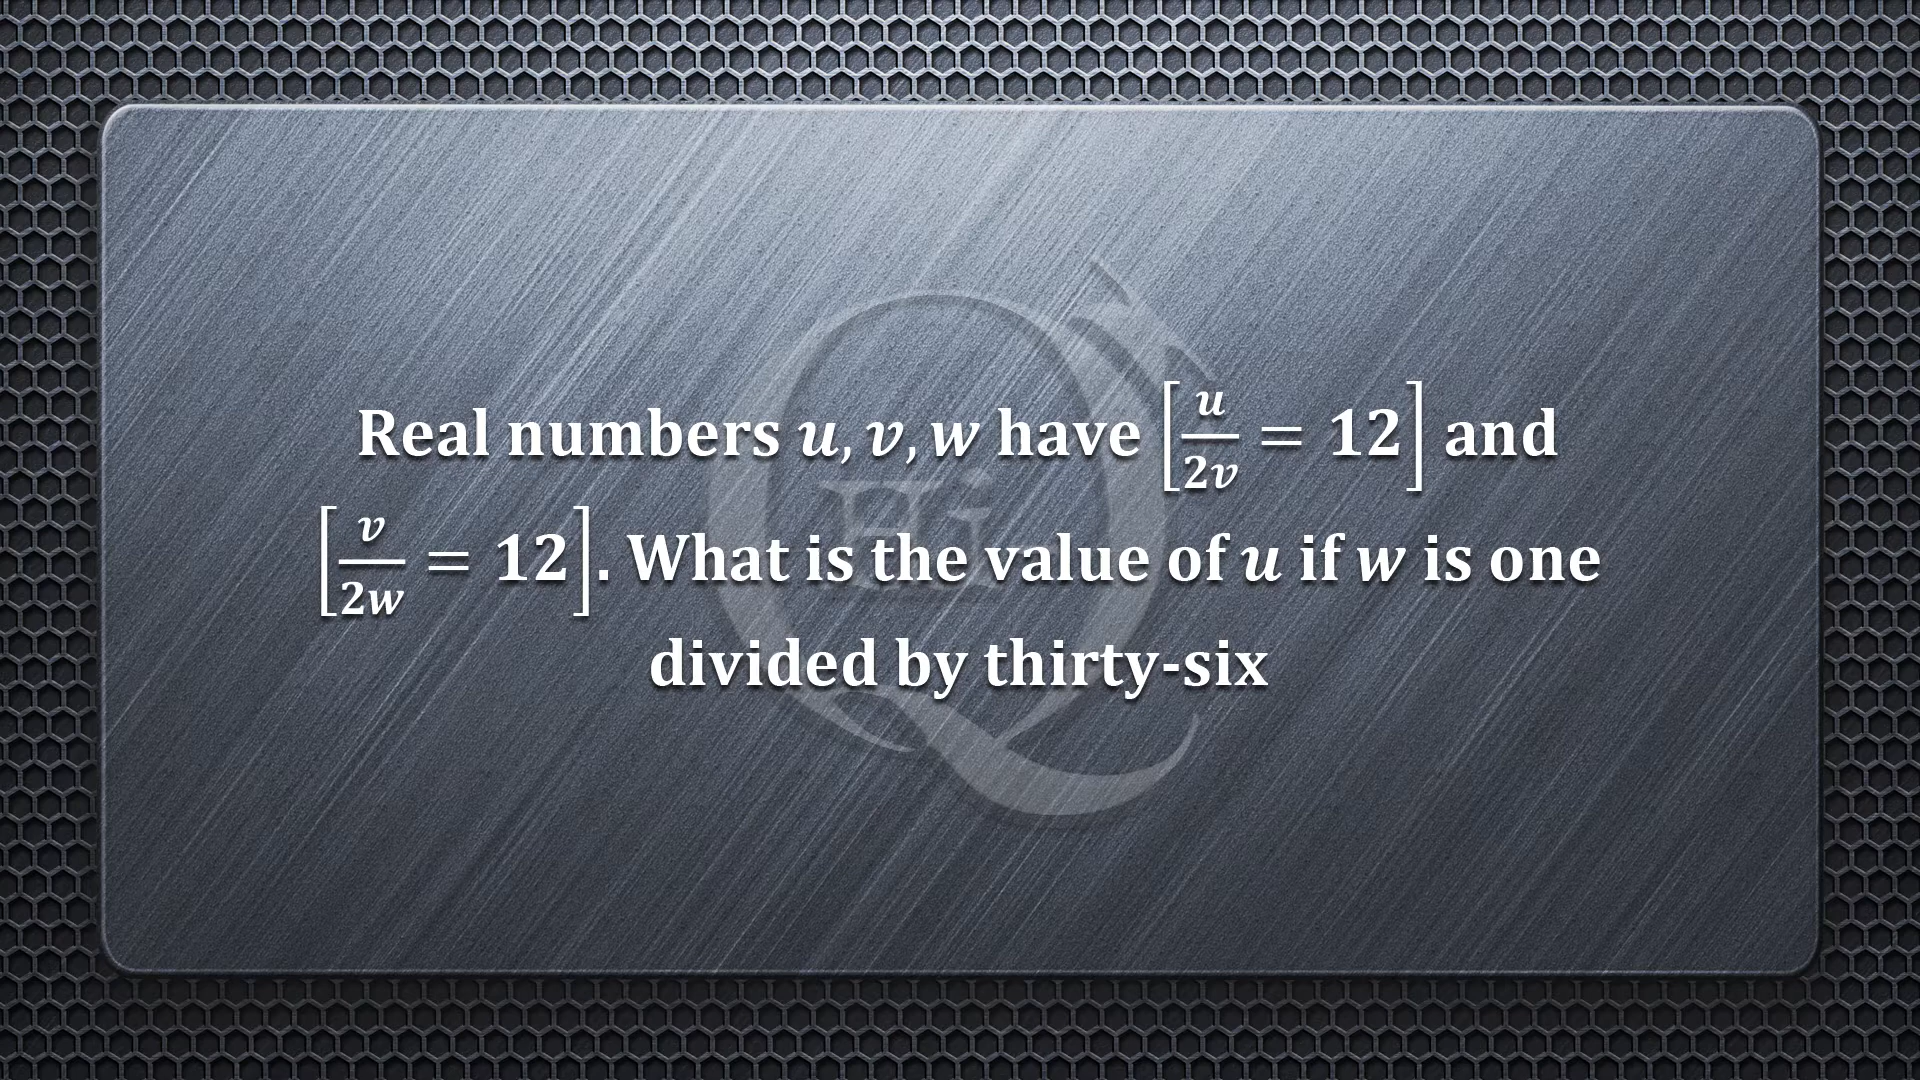 Real numbers u, v, w have [u/2v = 12] and
[v/2w = 12]. What is the value of u if w is one
divided by thirty-six
Hi
Q